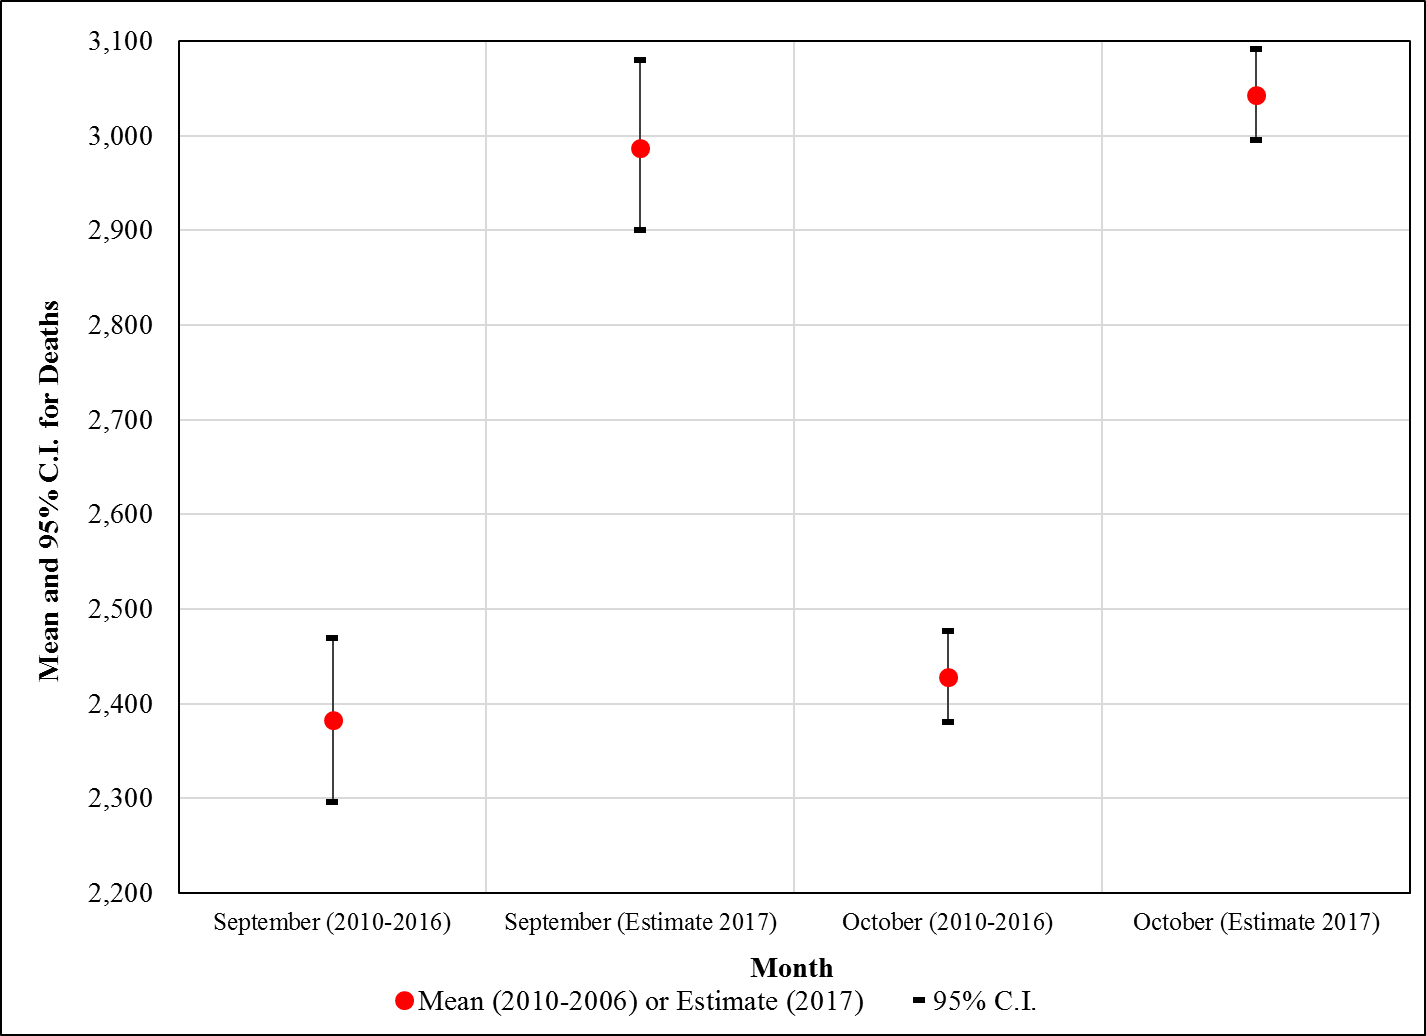 3,100
3,000
2,900
2,800
2,700
2,600
2,500
2,400
2,300
2,200
Mean and 95% C.I. for Deaths
September (2010-2016)
September (Estimate 2017)
October (2010-2016)
October (Estimate 2017)
Month
Mean (2010-2006) or Estimate (2017)
95% C.I.